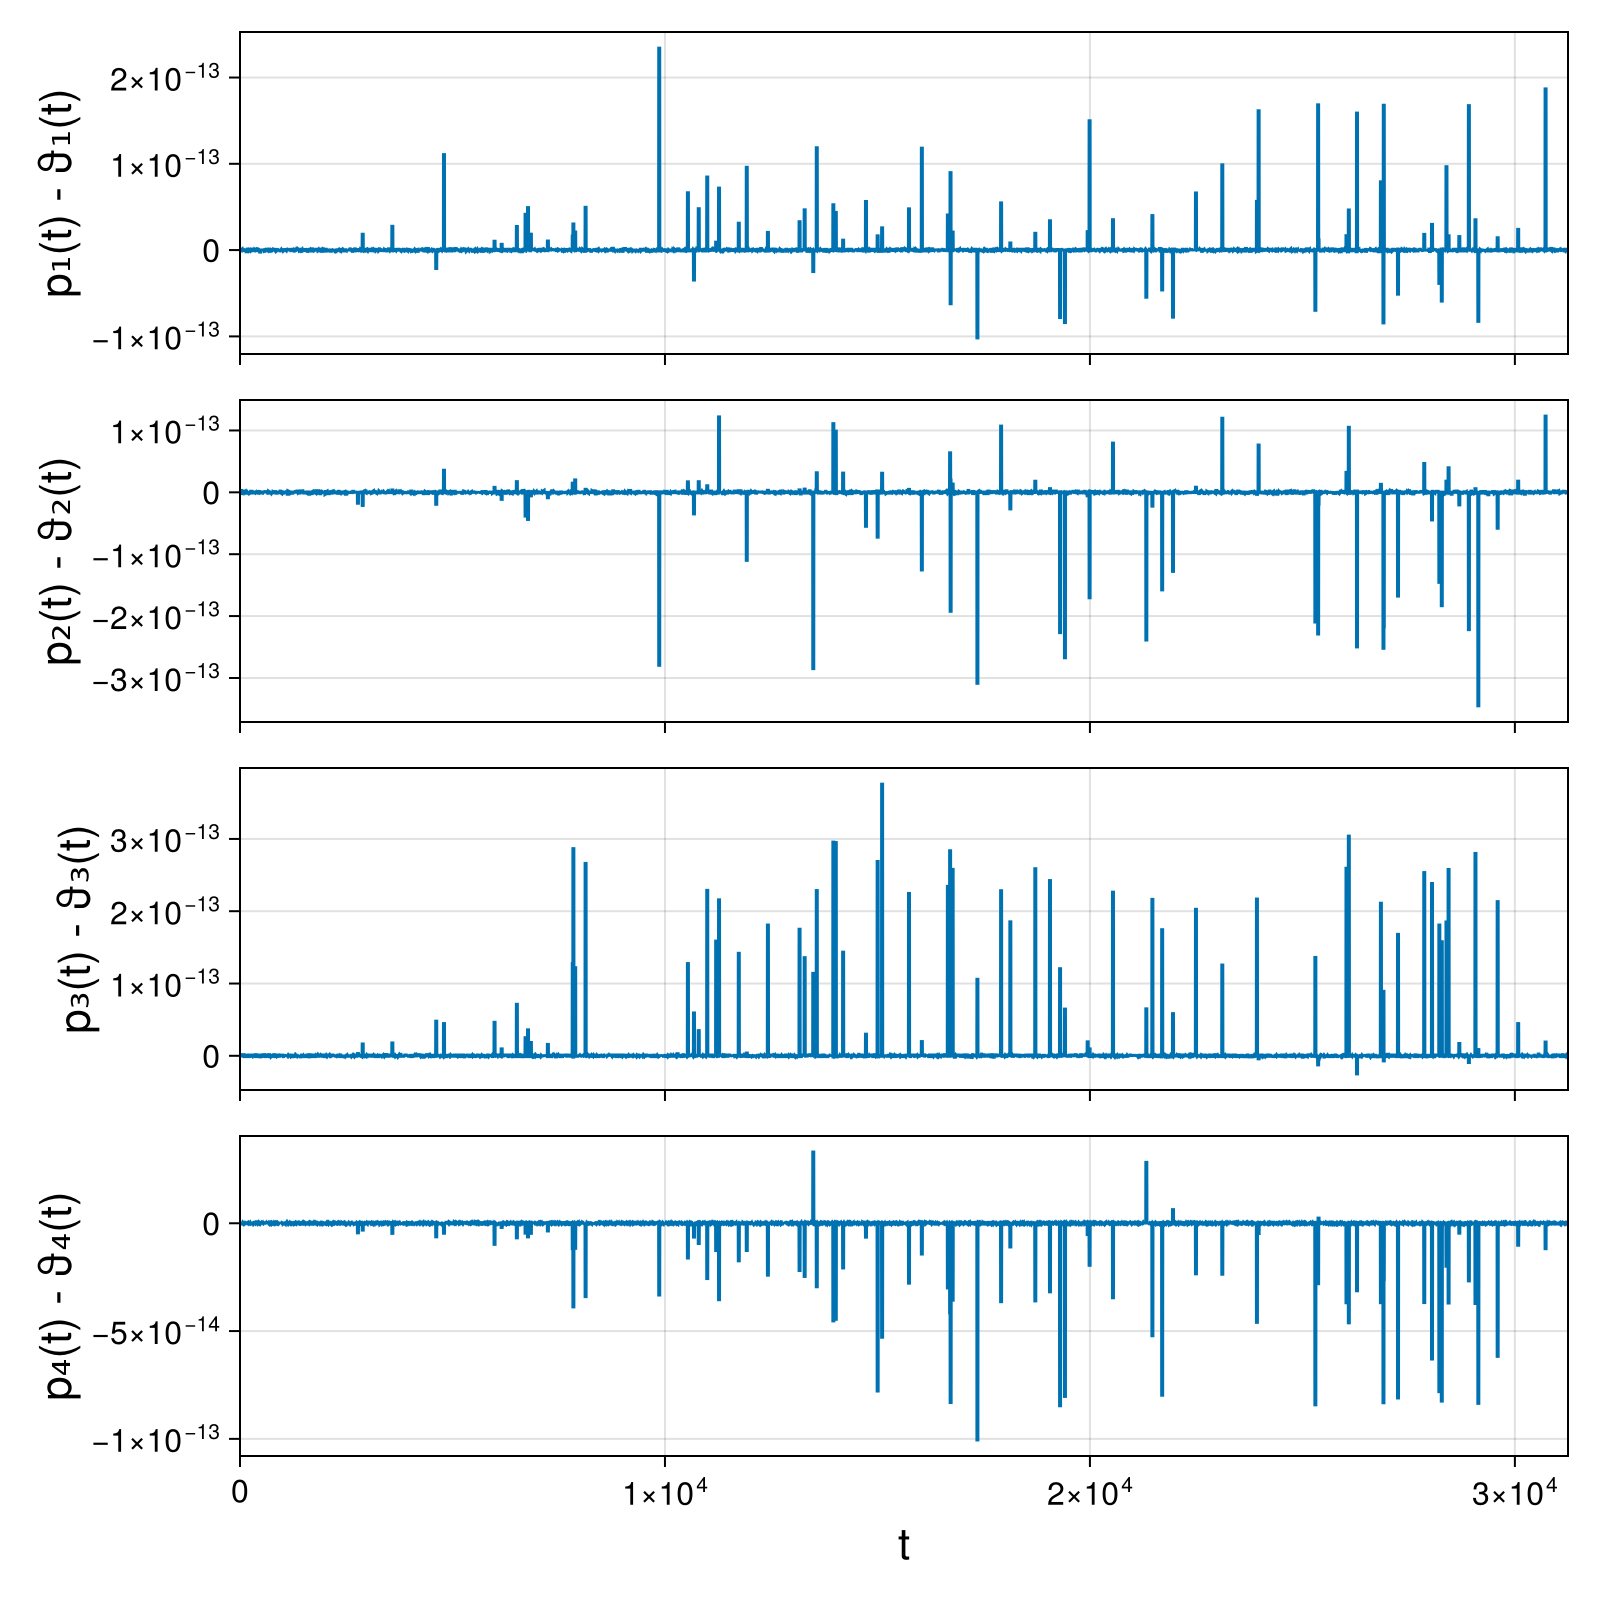 p₁(t) - ϑ₁(t)
2×10⁻¹³
1×10⁻¹³
0
−1×10⁻¹³
p₂(t) - ϑ₂(t)
1×10⁻¹³
0
−1×10⁻¹³
−2×10⁻¹³
−3×10⁻¹³
p₃(t) - ϑ₃(t)
3×10⁻¹³
2×10⁻¹³
1×10⁻¹³
0
p₄(t) - ϑ₄(t)
0
−5×10⁻¹⁴
−1×10⁻¹³
0 1×10⁴ 2×10⁴ 3×10⁴
t